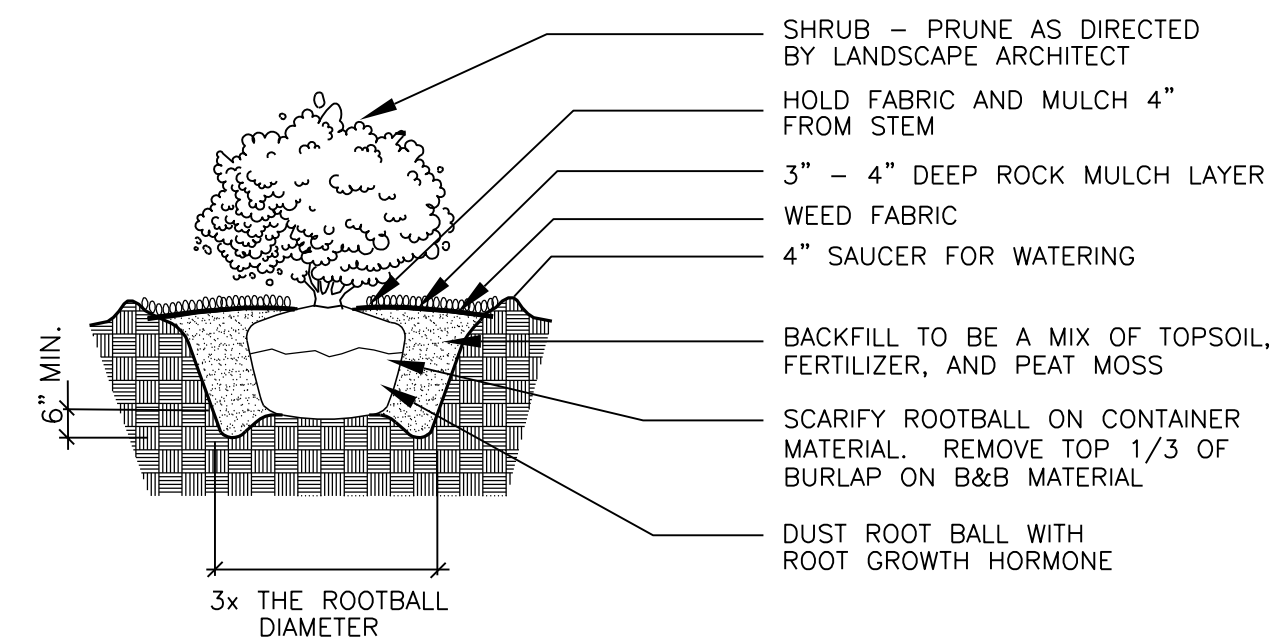 SHRUB – PRUNE AS DIRECTED
BY LANDSCAPE ARCHITECT
HOLD FABRIC AND MULCH 4”
FROM STEM
3” – 4” DEEP ROCK MULCH LAYER
WEED FABRIC
4” SAUCER FOR WATERING
BACKFILL TO BE A MIX OF TOPSOIL,
FERTILIZER, AND PEAT MOSS
SCARIFY ROOTBALL ON CONTAINER
MATERIAL. REMOVE TOP 1/3 OF
BURLAP ON B&B MATERIAL
DUST ROOT BALL WITH
ROOT GROWTH HORMONE
6” MIN.
3x THE ROOTBALL
DIAMETER